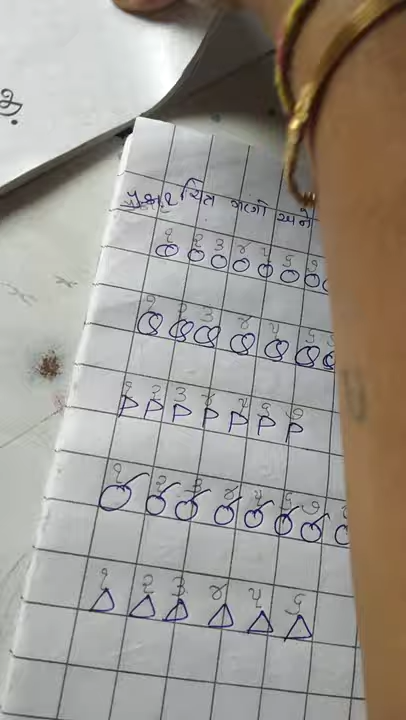 ચિત્ર ગણો અને
૧ ૨ ૩ ૪ ૫ ૬ ૭
૧ ૨ ૩ ૪ ૫ ૬
૧ ૨ ૩ ૪ ૫ ૬ ૭
૧ ૨ ૩ ૪ ૫ ૬ ૭
૧ ૨ ૩ ૪ ૫ ૬